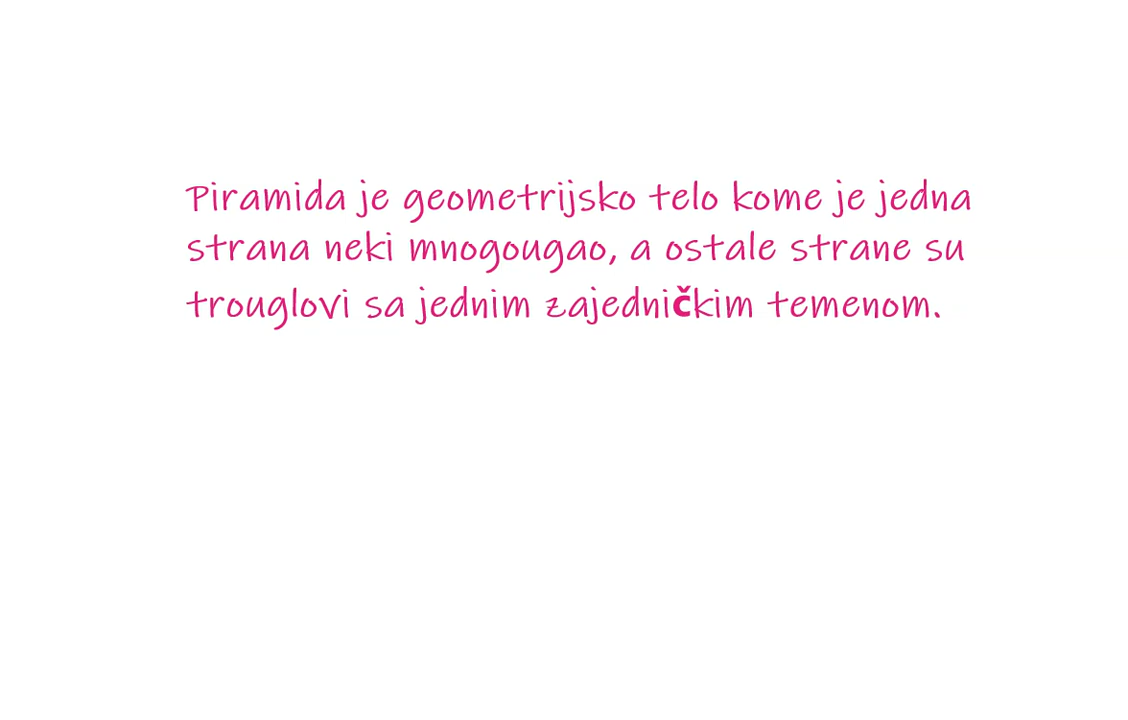 Piramida je geometrijsko telo kome je jedna
strana neki mnogougao, a ostale strane su
trouglovi sa jednim zajedničkim temenom.